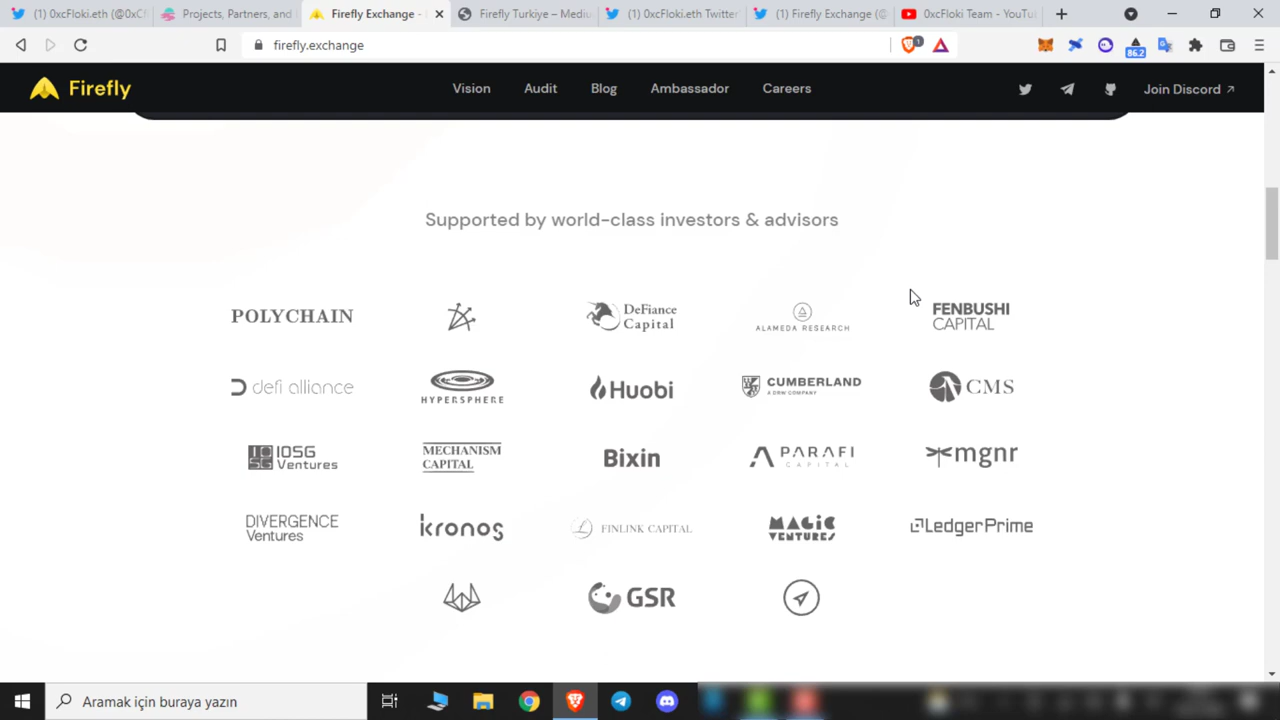 (1) 0xcFloki.eth (@0xCf
Projects, Partners, and
Firefly Exchange -
Firefly Turkiye – Mediu
(1) 0xcFloki.eth Twitter
(1) Firefly Exchange (@
0xcFloki Team - YouTu
firefly.exchange
1
86.2
Firefly
Vision
Audit
Blog
Ambassador
Careers
Join Discord
Supported by world-class investors & advisors
POLYCHAIN
DeFiance
Capital
ALAMEDA RESEARCH
FENBUSHI
CAPITAL
defi alliance
HYPERSPHERE
Huobi
CUMBERLAND
A DRW COMPANY
CMS
IOSG
Ventures
MECHANISM
CAPITAL
Bixin
PARAFI
CAPITAL
mgnr
DIVERGENCE
Ventures
kronos
FINLINK CAPITAL
MAGIC
VENTURES
LedgerPrime
GSR
Aramak için buraya yazın